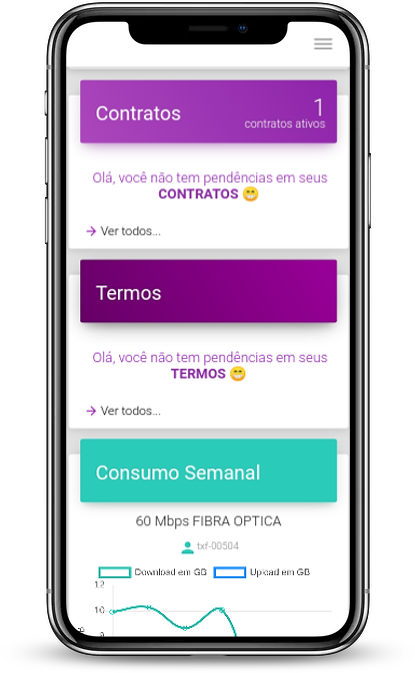 Contratos
1
contratos ativos
Olá, você não tem pendências em seus
CONTRATOS 😁
→ Ver todos...
Termos
Olá, você não tem pendências em seus
TERMOS 😁
→ Ver todos...
Consumo Semanal
60 Mbps FIBRA OPTICA
txf-00504
Download em GB Upload em GB
12
10